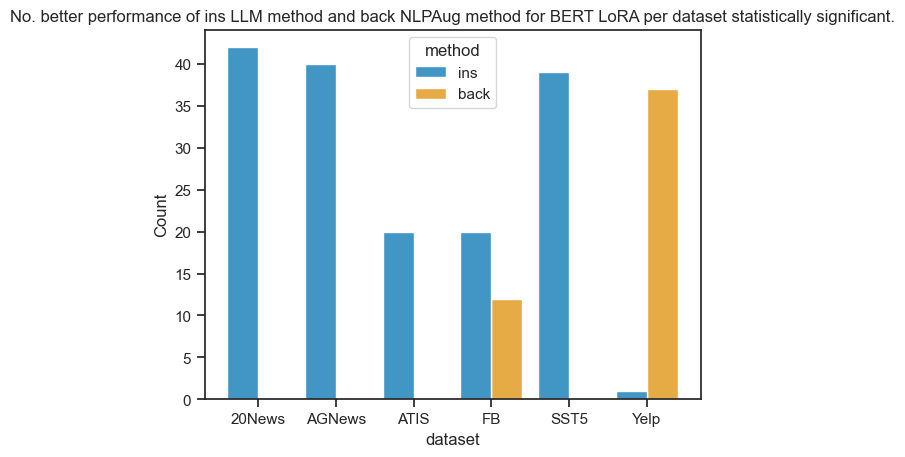 No. better performance of ins LLM method and back NLPAug method for BERT LoRA per dataset statistically significant.
method
ins
back
40
35
30
25
20
15
10
5
0
Count
20News AGNews ATIS FB SST5 Yelp
dataset